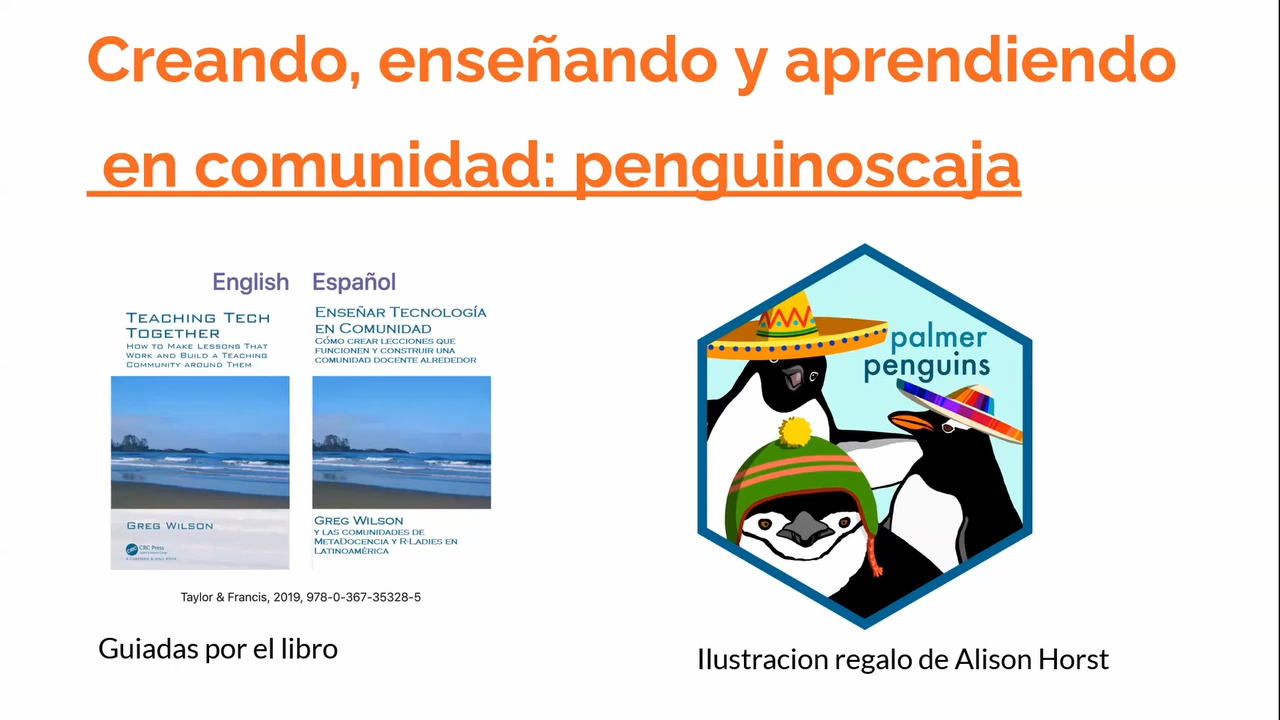 Creando, enseñando y aprendiendo
en comunidad: penguinoscaja
English
Español
TEACHING TECH
TOGETHER
HOW TO MAKE LESSONS THAT
WORK AND BUILD A TEACHING
COMMUNITY AROUND THEM
GREG WILSON
CRC Press
ENSEÑAR TECNOLOGÍA
EN COMUNIDAD
CÓMO CREAR LECCIONES QUE
FUNCIONEN Y CONSTRUIR UNA
COMUNIDAD DOCENTE ALREDEDOR
GREG WILSON
Y LAS COMUNIDADES DE
METADOCENCIA Y R-LADIES EN
LATINOAMÉRICA
Taylor & Francis, 2019, 978-0-367-35328-5
Guiadas por el libro
palmer
penguins
Ilustracion regalo de Alison Horst